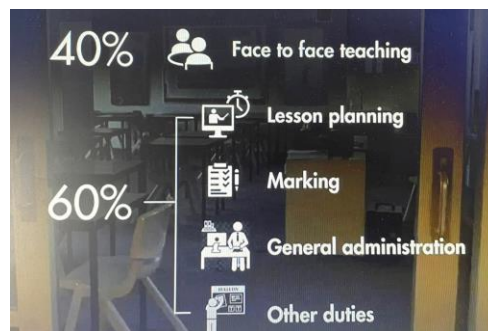 40% Face to face teaching
Lesson planning
Marking
60%
General administration
Other duties